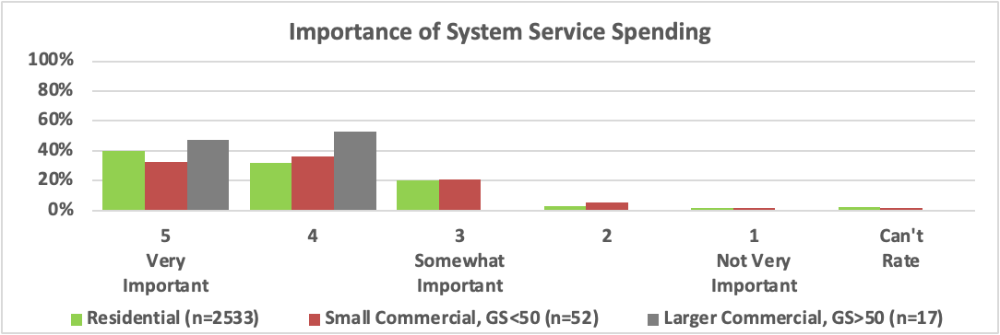 Importance of System Service Spending
100%
80%
60%
40%
20%
0%
5 4 3 2 1 Can't
Very Somewhat Not Very Rate
Important Important Important
Residential (n=2533) Small Commercial, GS<50 (n=52) Larger Commercial, GS>50 (n=17)